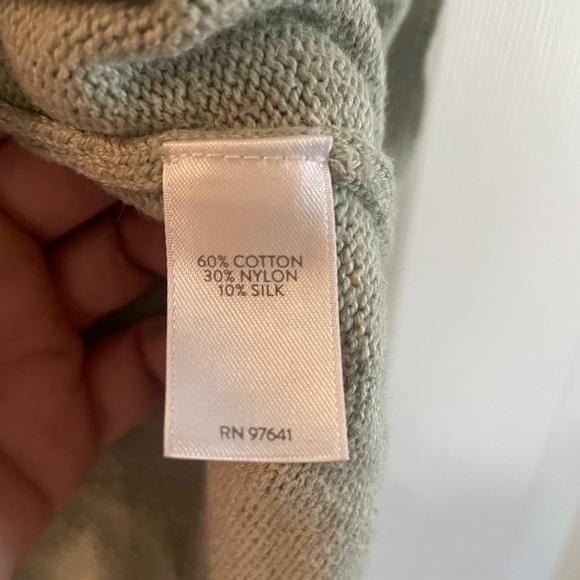 60% COTTON
30% NYLON
10% SILK
RN 97641